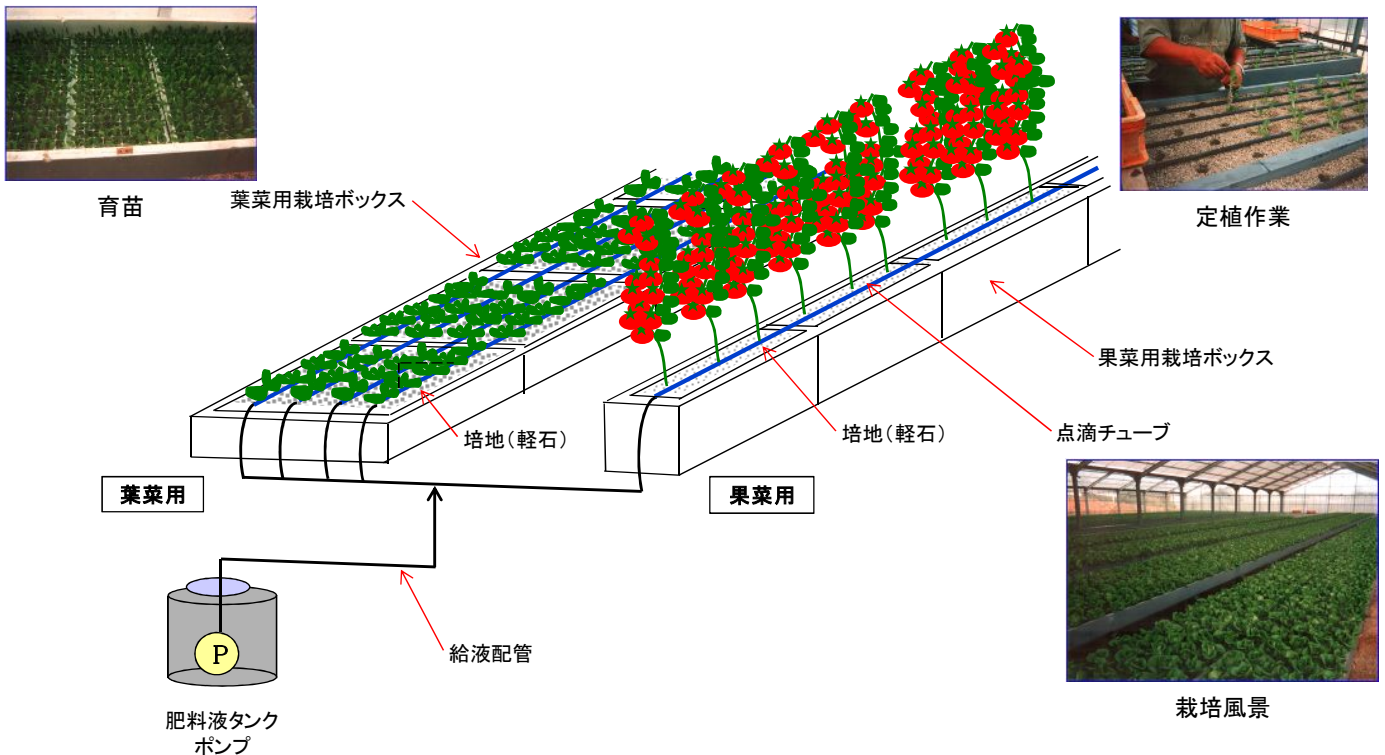 育苗
葉菜用栽培ボックス
定植作業
果菜用栽培ボックス
培地(軽石)
培地(軽石)
点滴チューブ
葉菜用
果菜用
P
給液配管
肥料液タンク
ポンプ
栽培風景